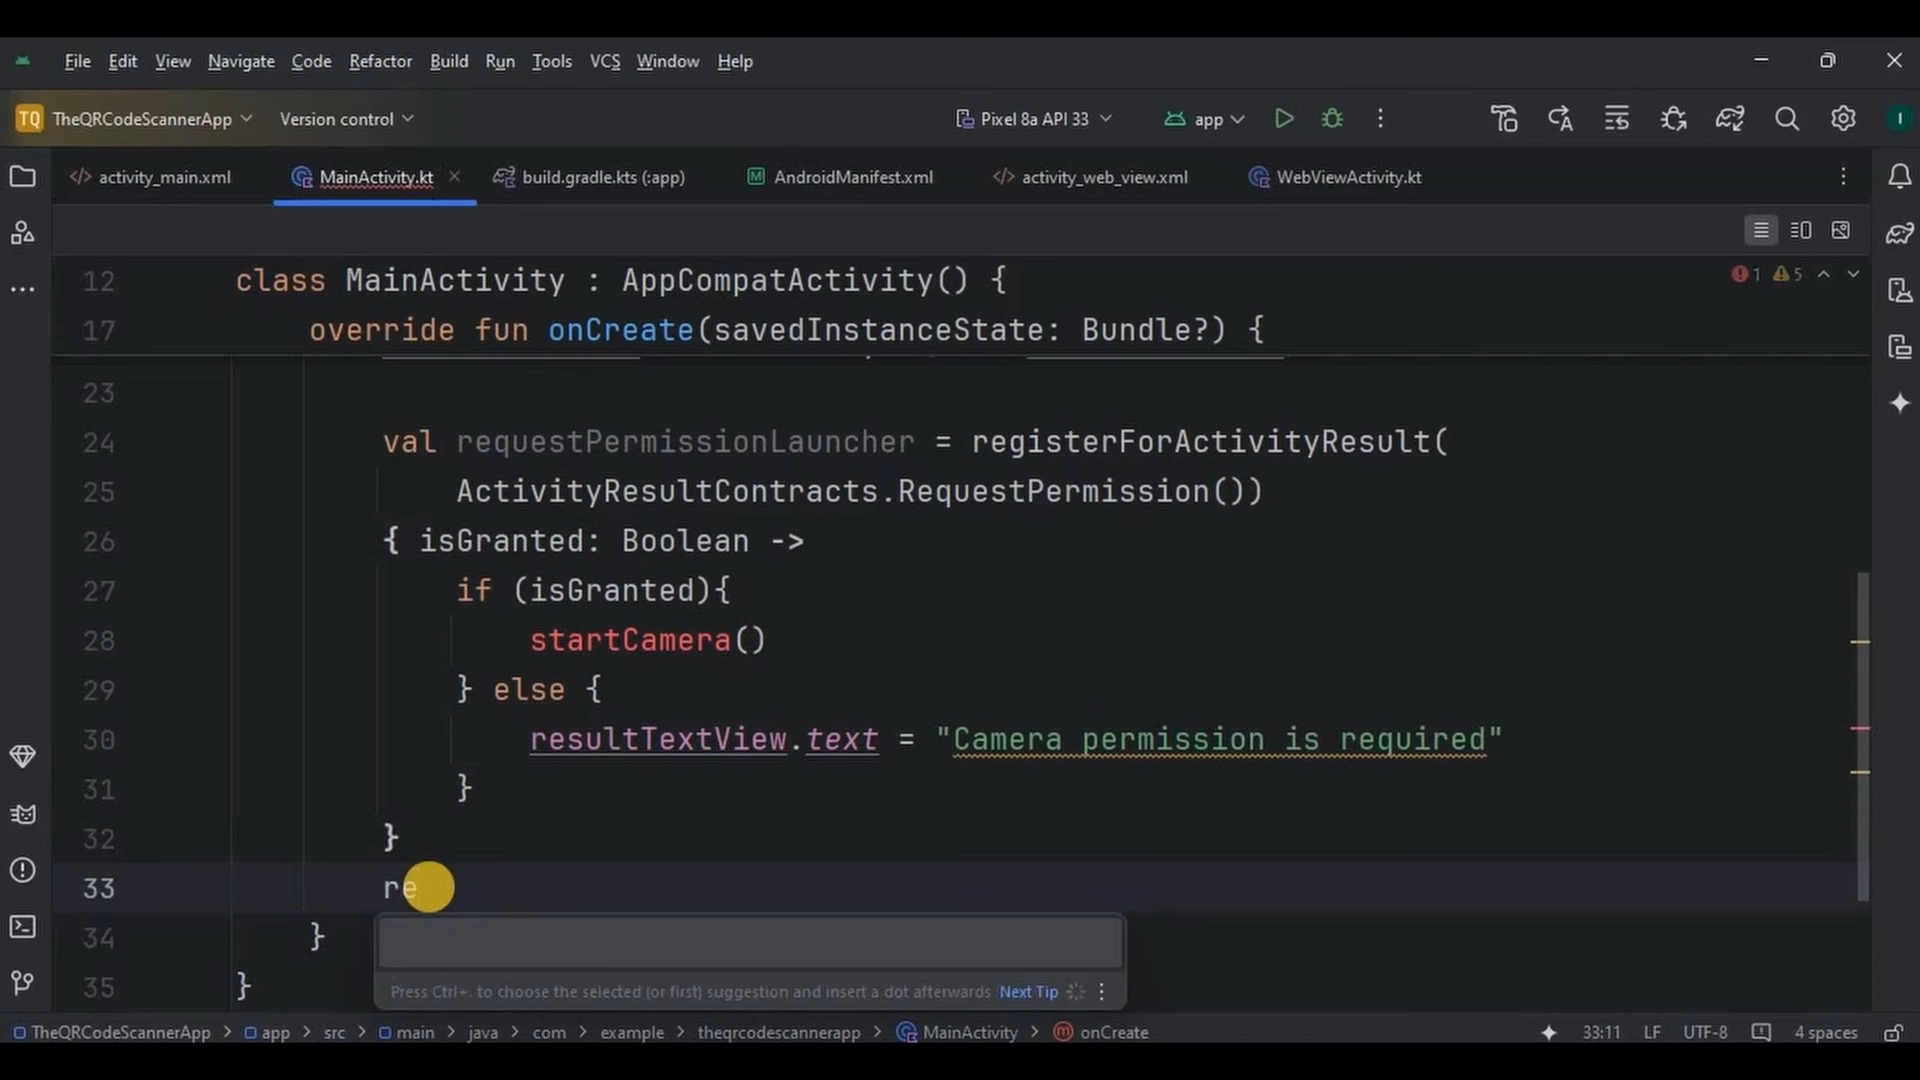 File Edit View Navigate Code Refactor Build Run Tools VCS Window Help
TQ TheQRCodeScannerApp Version control Pixel 8a API 33 app I
activity_main.xml MainActivity.kt build.gradle.kts (:app) AndroidManifest.xml activity_web_view.xml WebViewActivity.kt
12 class MainActivity : AppCompatActivity() { 1 5
17 override fun onCreate(savedInstanceState: Bundle?) {
23
24 val requestPermissionLauncher = registerForActivityResult(
25 ActivityResultContracts.RequestPermission())
26 { isGranted: Boolean ->
27 if (isGranted){
28 startCamera()
29 } else {
30 resultTextView.text = "Camera permission is required"
31 }
32 }
33 re
34 }
35 }
Press Ctrl+. to choose the selected (or first) suggestion and insert a dot afterwards Next Tip
TheQRCodeScannerApp > app > src > main > java > com > example > theqrcodescannerapp > MainActivity > onCreate 33:11 LF UTF-8 4 spaces